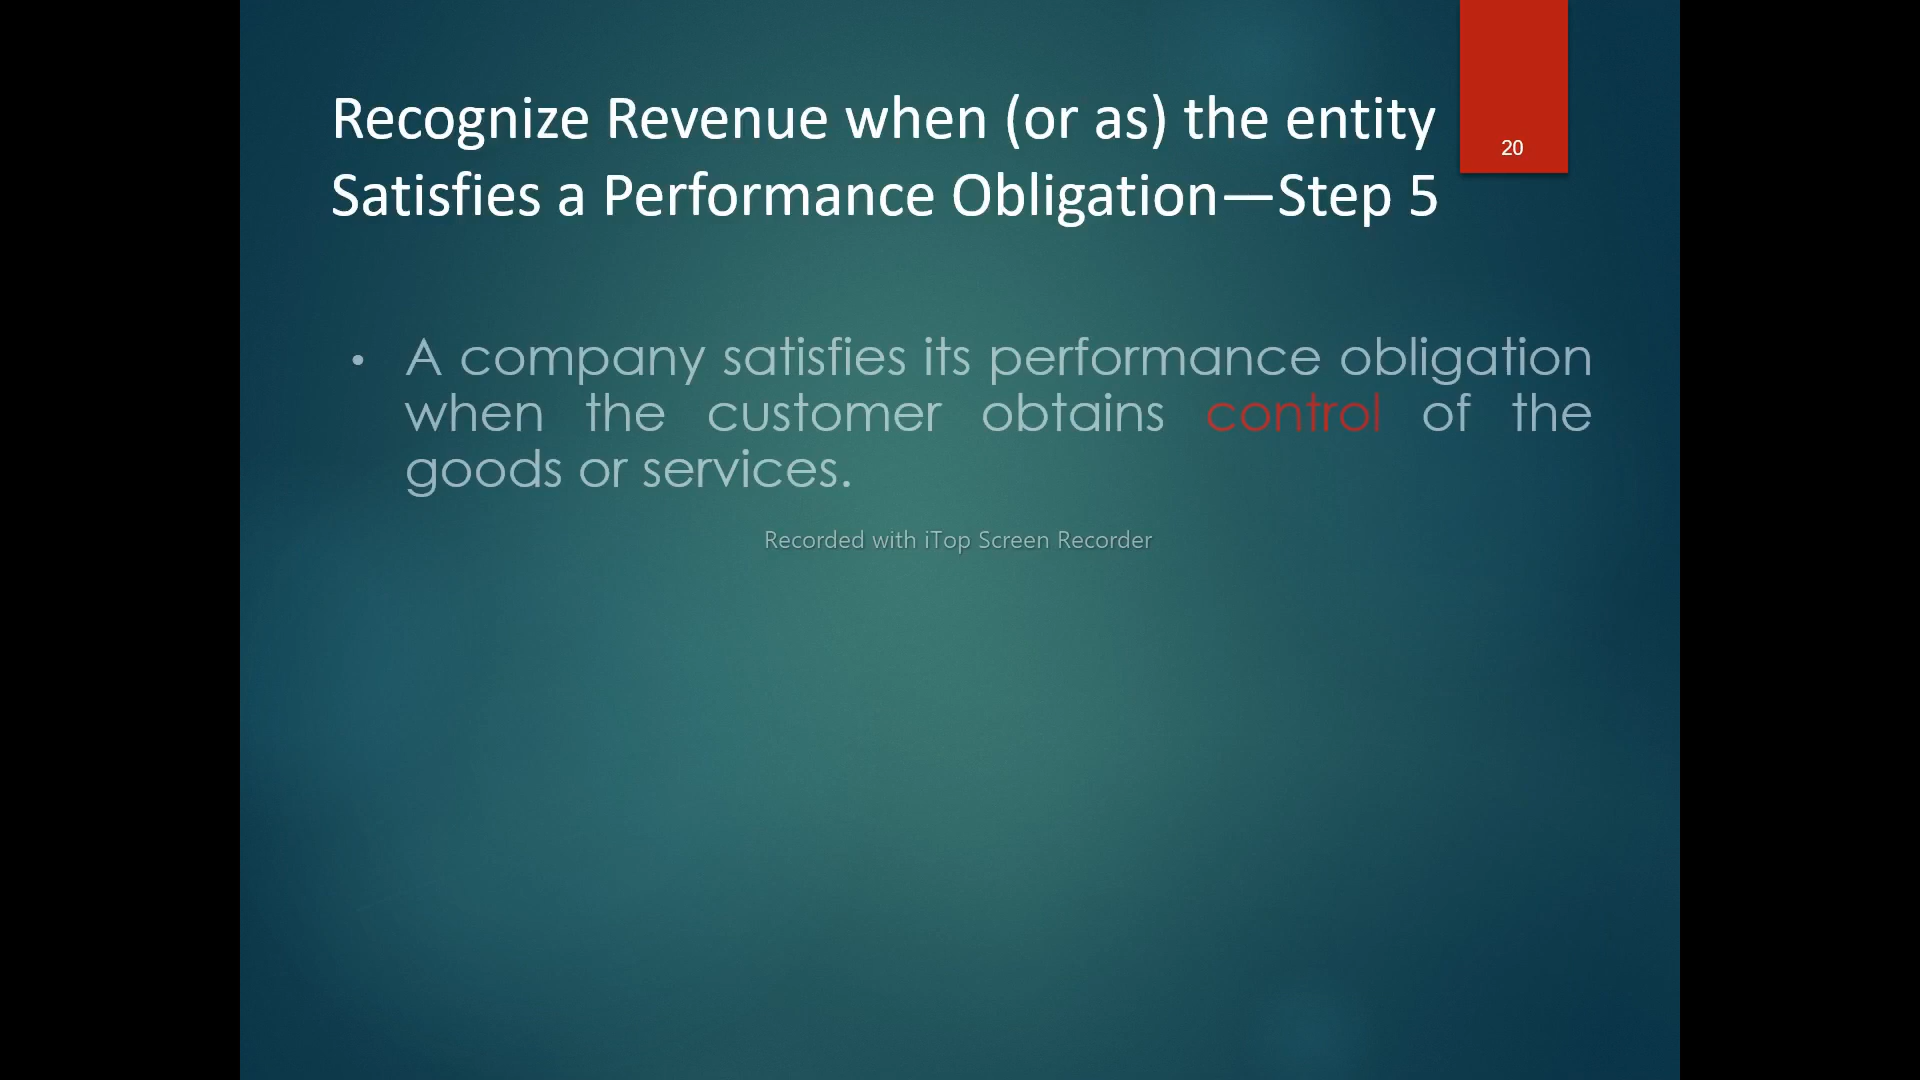 Recognize Revenue when (or as) the entity
20
Satisfies a Performance Obligation—Step 5
• A company satisfies its performance obligation
when the customer obtains control of the
goods or services.
Recorded with iTop Screen Recorder